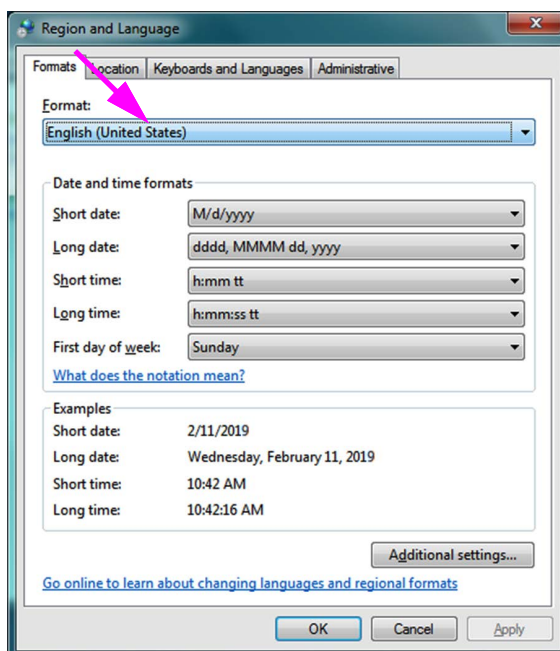 Region and Language
Formats Location Keyboards and Languages Administrative
Format:
English (United States)
Date and time formats
Short date: M/d/yyyy
Long date: dddd, MMMM dd, yyyy
Short time: h:mm tt
Long time: h:mm:ss tt
First day of week: Sunday
What does the notation mean?
Examples
Short date: 2/11/2019
Long date: Wednesday, February 11, 2019
Short time: 10:42 AM
Long time: 10:42:16 AM
Additional settings...
Go online to learn about changing languages and regional formats
OK Cancel Apply